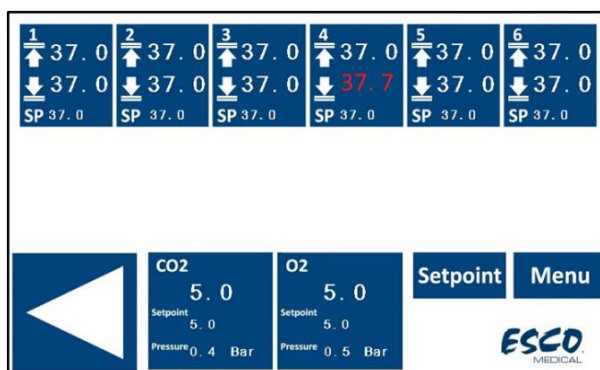 1 2 3 4 5 6
37.0 37.0 37.0 37.0 37.0 37.0
37.0 37.0 37.0 37.7 37.0 37.0
SP 37.0 SP 37.0 SP 37.0 SP 37.0 SP 37.0 SP 37.0
CO2
5.0
Setpoint
5.0
Pressure 0.4 Bar
O2
5.0
Setpoint
5.0
Pressure 0.5 Bar
Setpoint
Menu
ESCO
MEDICAL